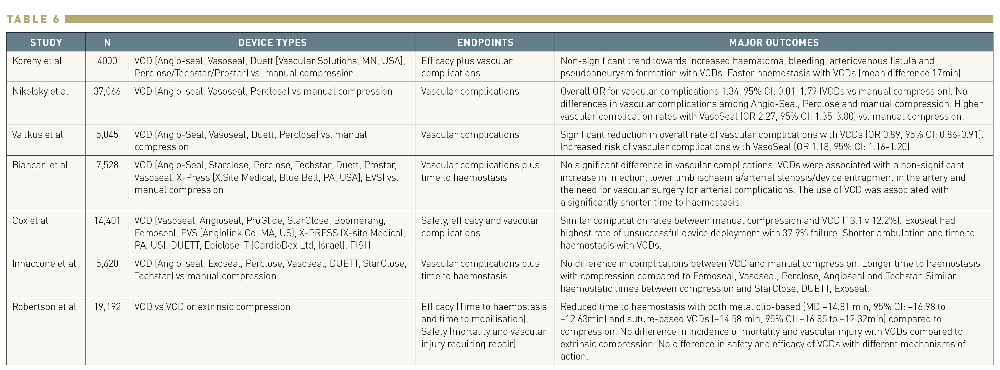 TABLE 6
STUDY N DEVICE TYPES ENDPOINTS MAJOR OUTCOMES
Koreny et al
4000
VCD (Angio-seal, Vasoseal, Duett [Vascular Solutions, MN, USA],
Perclose/Techstar/Prostar) vs. manual compression
Efficacy plus vascular
complications
Non-significant trend towards increased haematoma, bleeding, arteriovenous fistula and
pseudoaneurysm formation with VCDs. Faster haemostasis with VCDs (mean difference 17min)
Nikolsky et al
37,066
VCD (Angio-seal, Vasoseal, Perclose) vs manual compression
Vascular complications
Overall OR for vascular complications 1.34, 95% CI: 0.01-1.79 (VCDs vs manual compression). No
differences in vascular complications among Angio-Seal, Perclose and manual compression. Higher
vascular complication rates with VasoSeal (OR 2.27, 95% CI: 1.35-3.80) vs. manual compression.
Vaitkus et al
5,045
VCD (Angio-Seal, Vasoseal, Duett, Perclose) vs. manual
compression
Vascular complications
Significant reduction in overall rate of vascular complications with VCDs (OR 0.89, 95% CI: 0.86-0.91).
Increased risk of vascular complications with VasoSeal (OR 1.18, 95% CI: 1.16-1.20)
Biancari et al
7,528
VCD (Angio-Seal, Starclose, Perclose, Techstar, Duett, Prostar,
Vasoseal, X-Press [X.Site Medical, Blue Bell, PA, USA], EVS) vs.
manual compression
Vascular complications plus
time to haemostasis
No significant difference in vascular complications. VCDs were associated with a non-significant
increase in infection, lower limb ischaemia/arterial stenosis/device entrapment in the artery and
the need for vascular surgery for arterial complications. The use of VCD was associated with
a significantly shorter time to haemostasis.
Cox et al
14,401
VCD (Vasoseal, Angioseal, ProGlide, StarClose, Boomerang,
Femoseal, EVS (Angiolink Co, MA, US), X-PRESS (X-site Medical,
PA, US), DUETT, Epiclose-T (CardioDex Ltd, Israel), FISH
Safety, efficacy and vascular
complications
Similar complication rates between manual compression and VCD (13.1 v 12.2%). Exoseal had
highest rate of unsuccessful device deployment with 37.9% failure. Shorter ambulation and time to
haemostasis with VCDs.
Innaccone et al
5,620
VCD (Angio-seal, Exoseal, Perclose, Vasoseal, DUETT, StarClose,
Techstar) vs manual compression
Vascular complications plus
time to haemostasis
No difference in complications between VCD and manual compression. Longer time to haemostasis
with compression compared to Femoseal, Vasoseal, Perclose, Angioseal and Techstar. Similar
haemostatic times between compression and StarClose, DUETT, Exoseal.
Robertson et al
19,192
VCD vs VCD or extrinsic compression
Efficacy (Time to haemostasis
and time to mobilisation),
Safety (mortality and vascular
injury requiring repair)
Reduced time to haemostasis with both metal clip-based (MD –14.81 min, 95% CI: –16.98 to
–12.63min) and suture-based VCDs (–14.58 min, 95% CI: –16.85 to –12.32min) compared to
compression. No difference in incidence of mortality and vascular injury with VCDs compared to
extrinsic compression. No difference in safety and efficacy of VCDs with different mechanisms of
action.